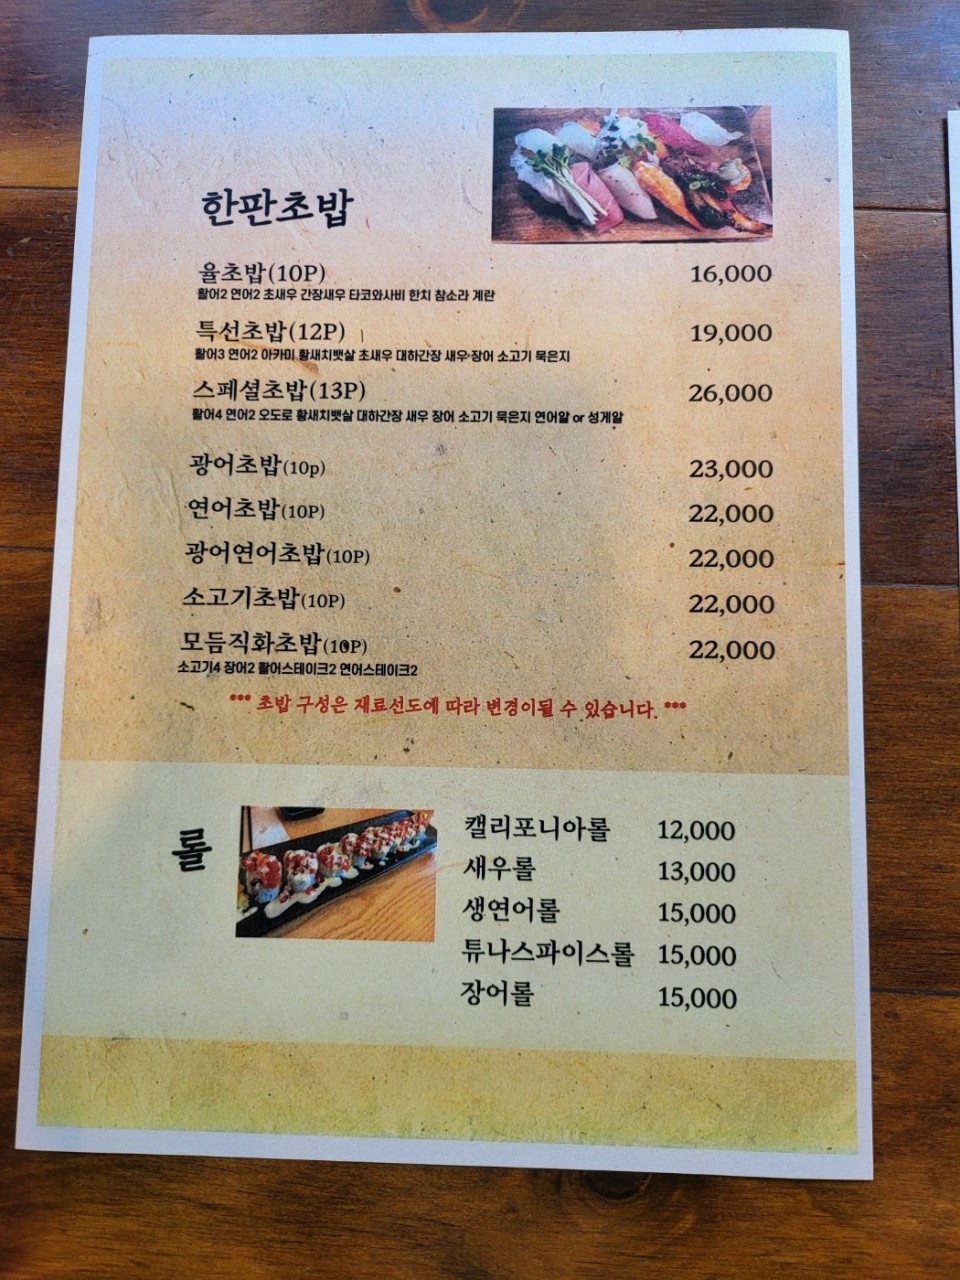 한판초밥
율초밥(10P) 16,000
활어2 연어2 초새우 간장새우 타코와사비 한치 참소라 계란
특선초밥(12P) 19,000
활어3 연어2 아카미 황새치뱃살 초새우 대하간장 새우·장어 소고기 묵은지
스페셜초밥(13P) 26,000
활어4 연어2 오도로 황새치뱃살 대하간장 새우 장어 소고기 묵은지 연어알 or 성게알
광어초밥(10p) 23,000
연어초밥(10P) 22,000
광어연어초밥(10P) 22,000
소고기초밥(10P) 22,000
모듬직화초밥(10P) 22,000
소고기4 장어2 활어스테이크2 연어스테이크2
*** 초밥 구성은 재료선도에 따라 변경이될 수 있습니다. ***
롤
캘리포니아롤 12,000
새우롤 13,000
생연어롤 15,000
튜나스파이스롤 15,000
장어롤 15,000